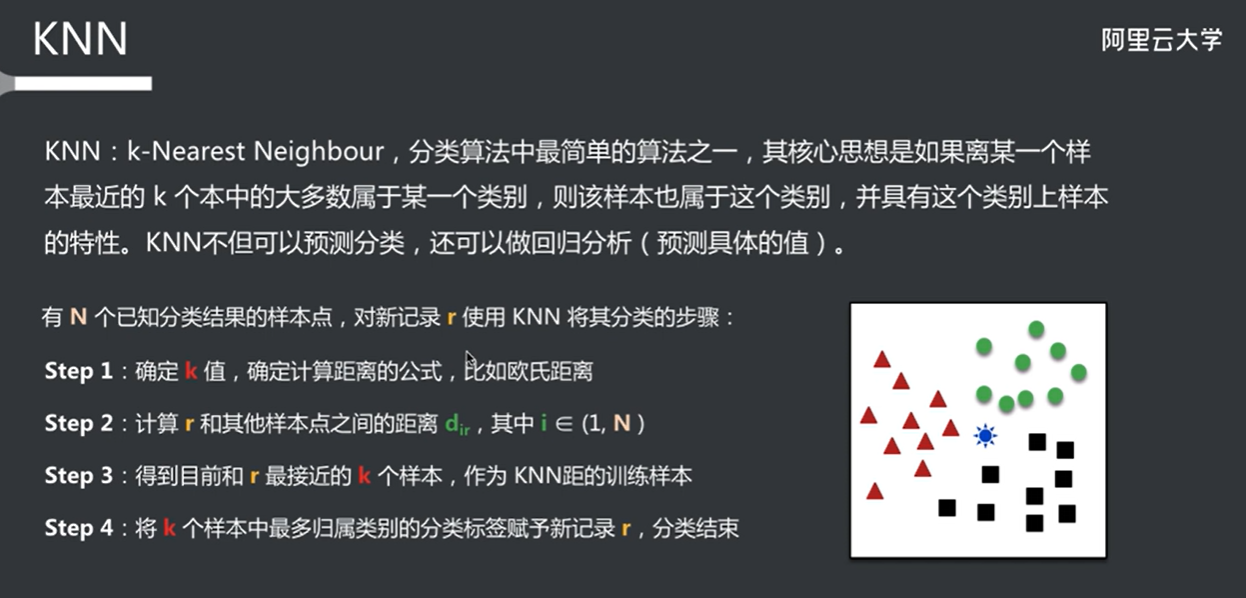 KNN
阿里云大学
KNN：k-Nearest Neighbour，分类算法中最简单的算法之一，其核心思想是如果离某一个样
本最近的 k 个本中的大多数属于某一个类别，则该样本也属于这个类别，并具有这个类别上样本
的特性。KNN不但可以预测分类，还可以做回归分析（预测具体的值）。
有 N 个已知分类结果的样本点，对新记录 r 使用 KNN 将其分类的步骤：
Step 1：确定 k 值，确定计算距离的公式，比如欧氏距离
Step 2：计算 r 和其他样本点之间的距离 dir，其中 i ∈ (1, N )
Step 3：得到目前和 r 最接近的 k 个样本，作为 KNN距的训练样本
Step 4：将 k 个样本中最多归属类别的分类标签赋予新记录 r，分类结束